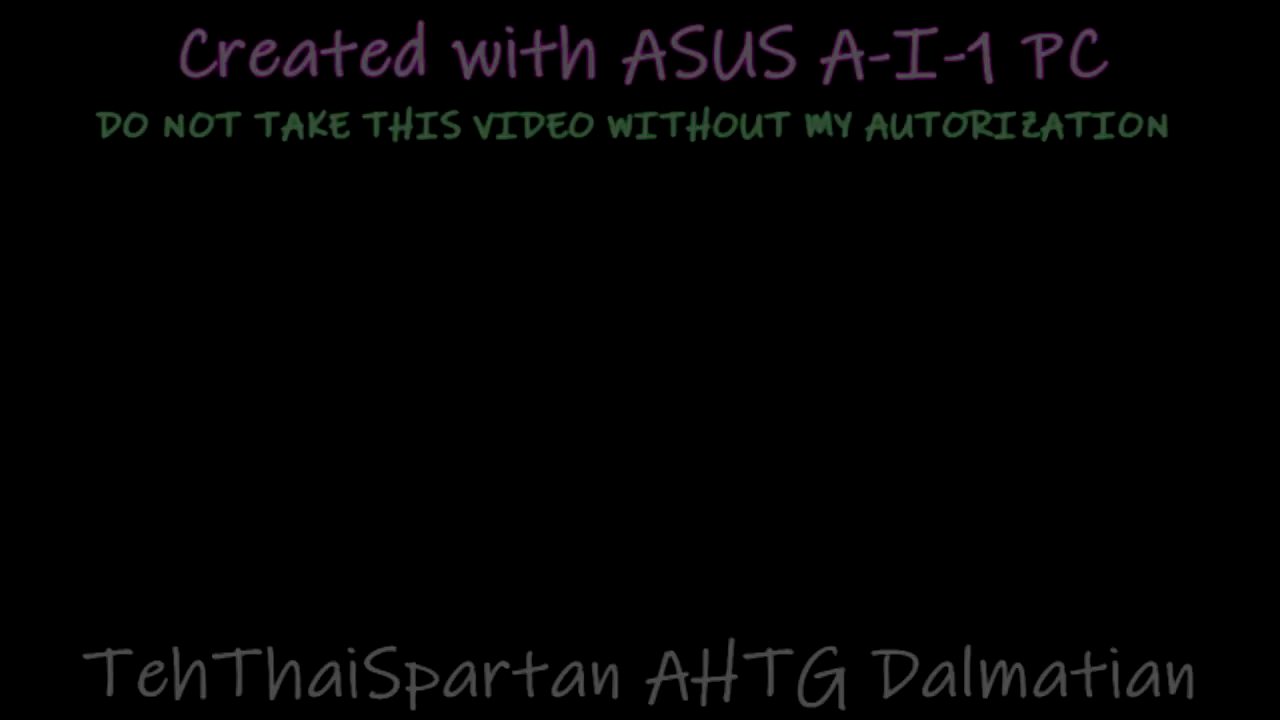 Created with ASUS A-I-1 PC
DO NOT TAKE THIS VIDEO WITHOUT MY AUTORIZATION
TehThaiSpartan AHTG Dalmatian